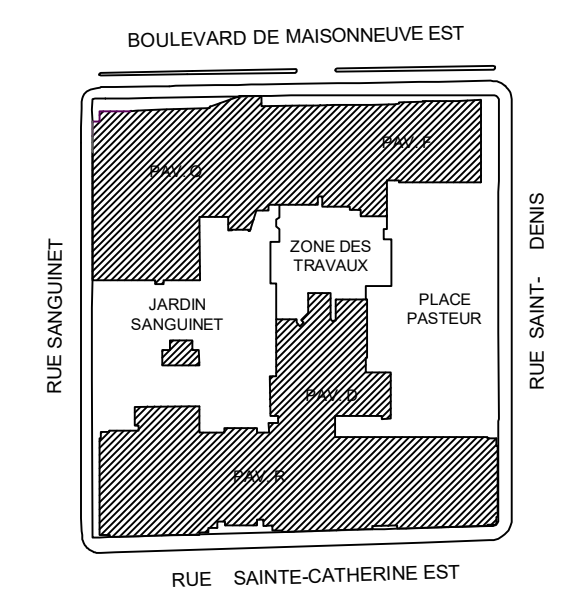 BOULEVARD DE MAISONNEUVE EST
PAV. Q
PAV. F
RUE SANGUINET
ZONE DES
TRAVAUX
JARDIN
SANGUINET
PLACE
PASTEUR
RUE SAINT- DENIS
PAV. D
PAV. R
RUE SAINTE-CATHERINE EST